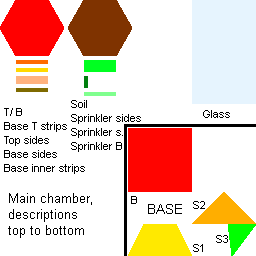 T/ B
Base T strips
Top sides
Base sides
Base inner strips
Soil
Sprinkler sides
Sprinkler s.
Sprinkler B
Glass
Main chamber,
descriptions
top to bottom
B
BASE
S2
S3
S1